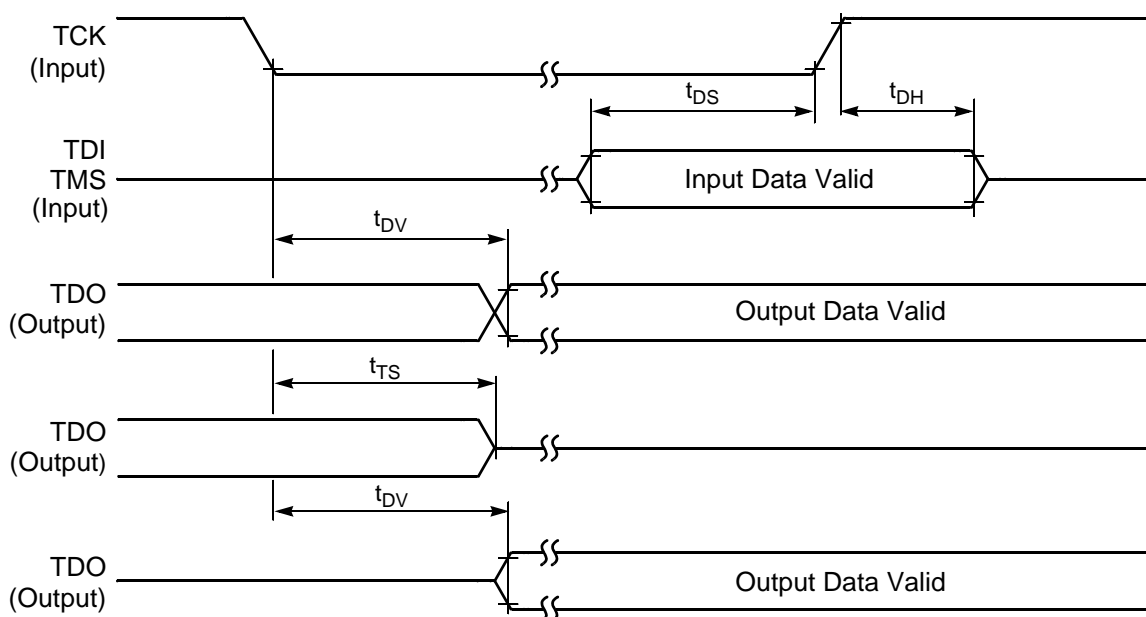 TCK
(Input)
tDS
tDH
TDI
TMS
(Input)
Input Data Valid
tDV
TDO
(Output)
Output Data Valid
tTS
TDO
(Output)
tDV
TDO
(Output)
Output Data Valid